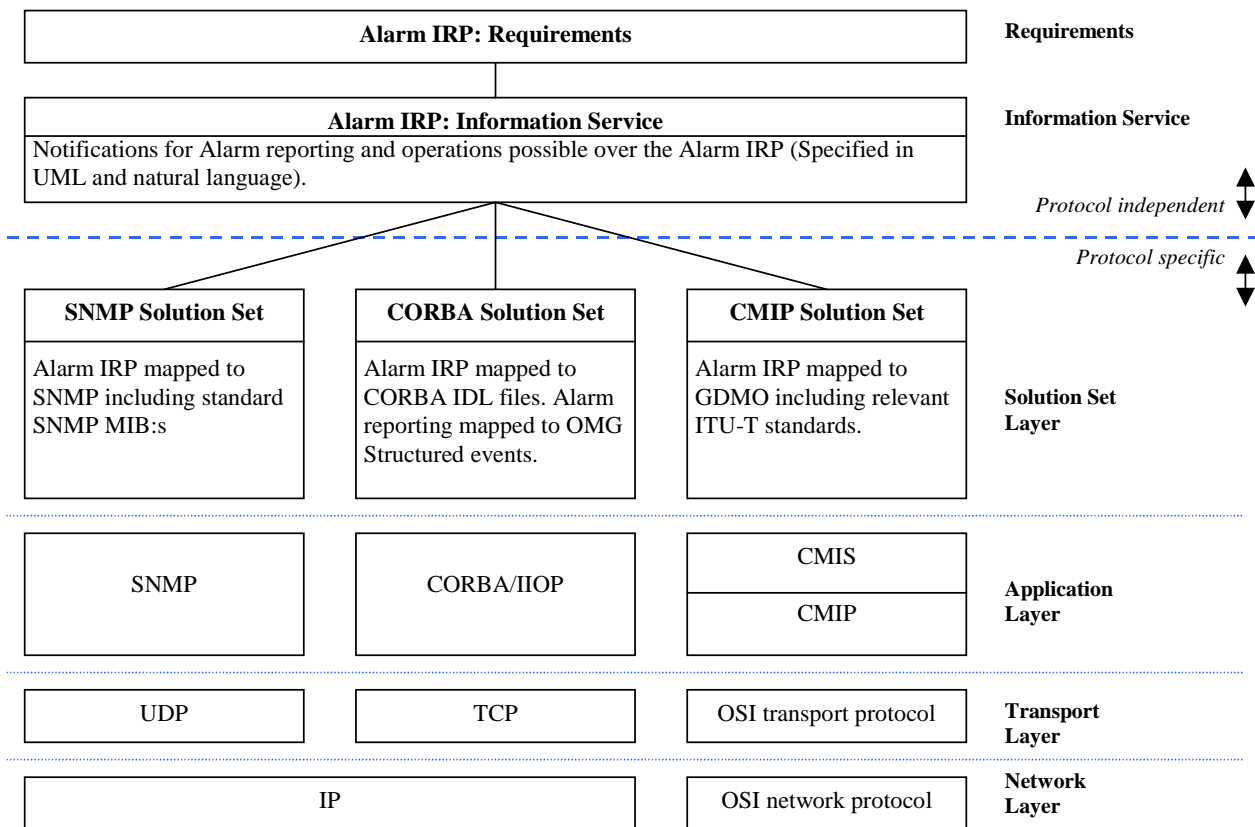 Alarm IRP: Requirements
Requirements
Alarm IRP: Information Service
Information Service
Notifications for Alarm reporting and operations possible over the Alarm IRP (Specified in
UML and natural language).
Protocol independent
Protocol specific
SNMP Solution Set
CORBA Solution Set
CMIP Solution Set
Alarm IRP mapped to
SNMP including standard
SNMP MIB:s
Alarm IRP mapped to
CORBA IDL files. Alarm
reporting mapped to OMG
Structured events.
Alarm IRP mapped to
GDMO including relevant
ITU-T standards.
Solution Set
Layer
SNMP
CORBA/IIOP
CMIS
CMIP
Application
Layer
UDP
TCP
OSI transport protocol
Transport
Layer
IP
OSI network protocol
Network
Layer